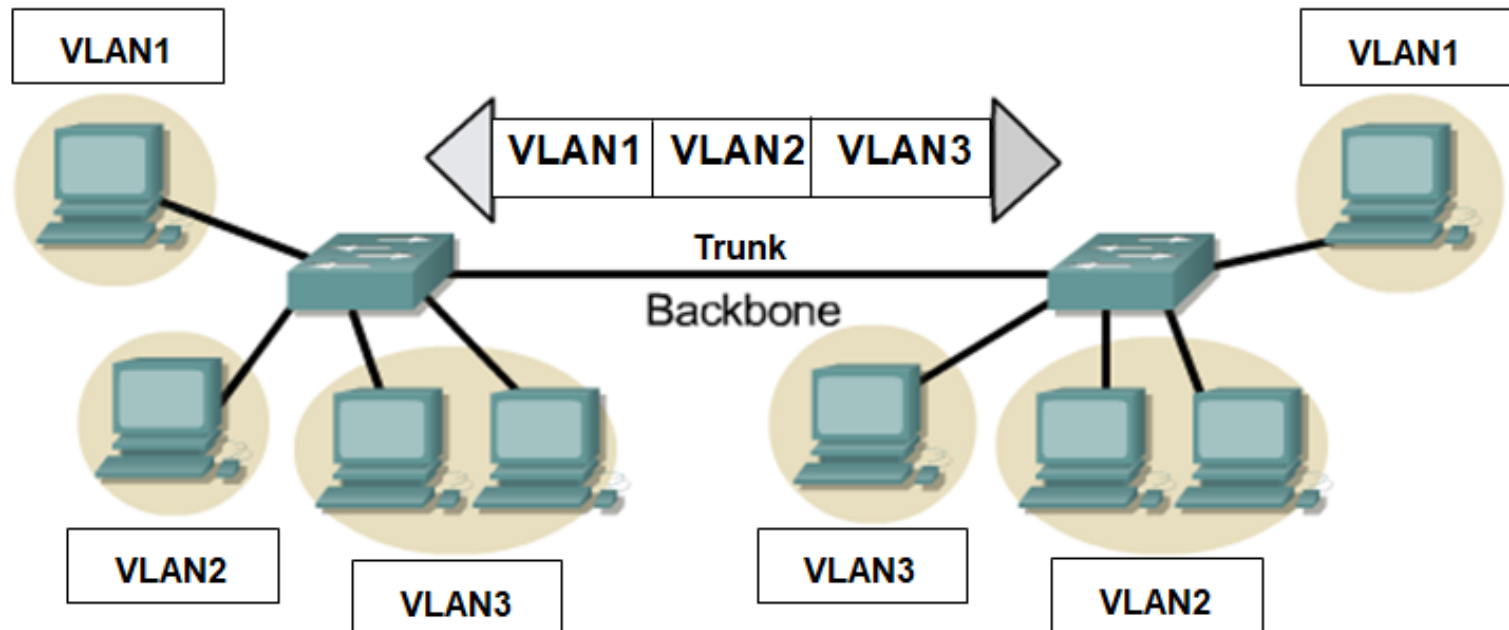 VLAN1
VLAN1
VLAN1 VLAN2 VLAN3
Trunk
Backbone
VLAN2
VLAN3
VLAN3
VLAN2